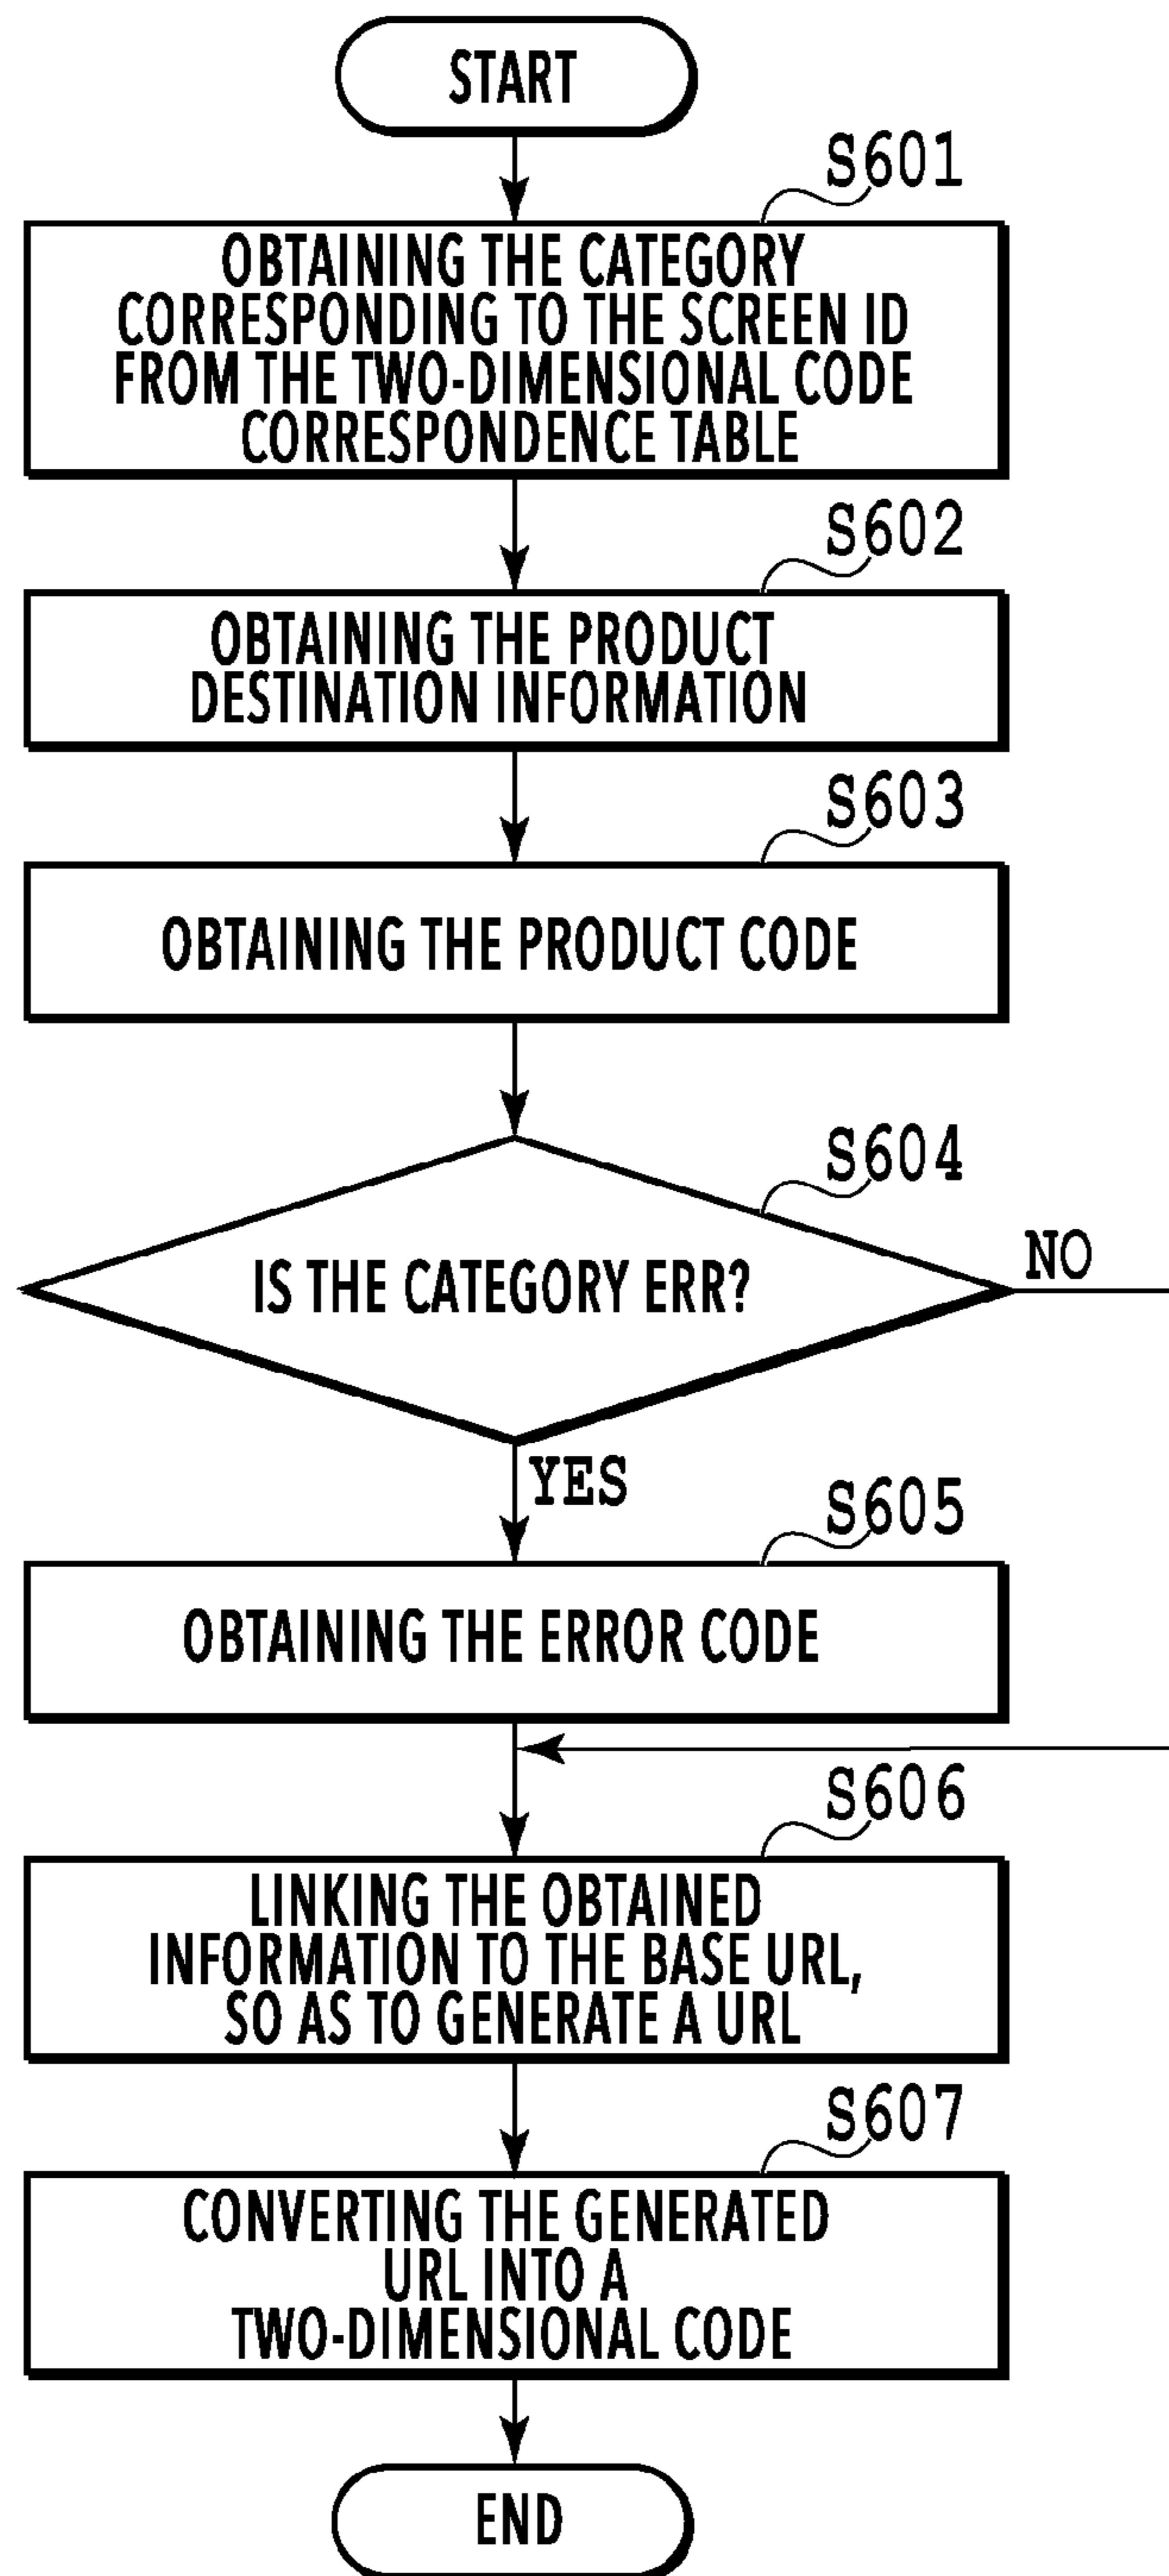 START
S601
OBTAINING THE CATEGORY
CORRESPONDING TO THE SCREEN ID
FROM THE TWO-DIMENSIONAL CODE
CORRESPONDENCE TABLE
S602
OBTAINING THE PRODUCT
DESTINATION INFORMATION
S603
OBTAINING THE PRODUCT CODE
S604
IS THE CATEGORY ERR?
NO
YES
S605
OBTAINING THE ERROR CODE
S606
LINKING THE OBTAINED
INFORMATION TO THE BASE URL,
SO AS TO GENERATE A URL
S607
CONVERTING THE GENERATED
URL INTO A
TWO-DIMENSIONAL CODE
END